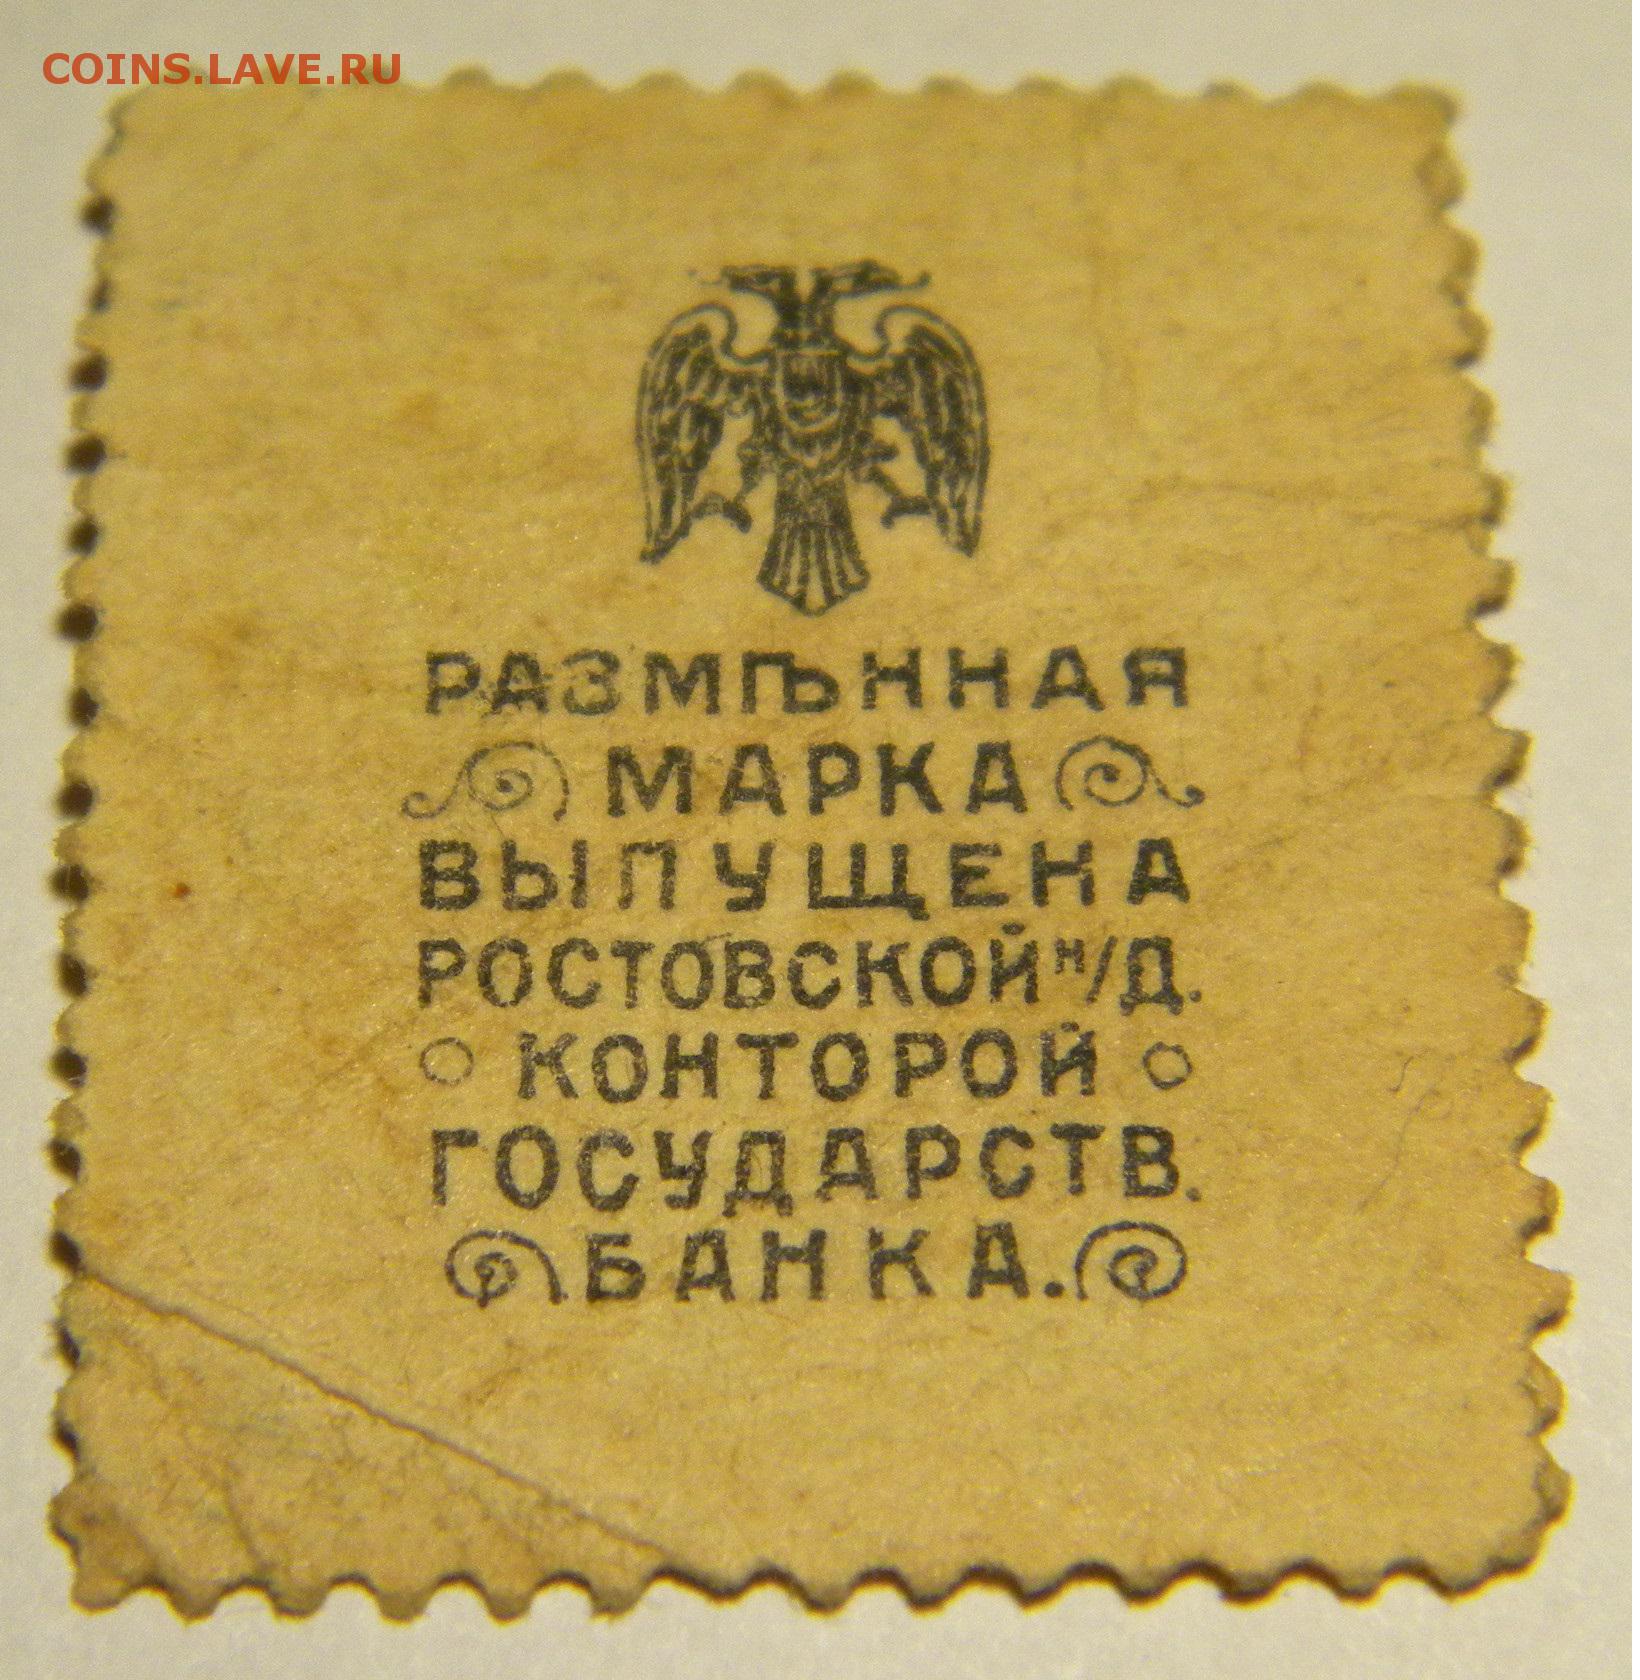 COINS.LAVE.RU
РАЗМѢННАЯ
МАРКА
ВЫПУЩЕНА
РОСТОВСКОЙ Н/Д.
КОНТОРОЙ
ГОСУДАРСТВ.
БАНКА.